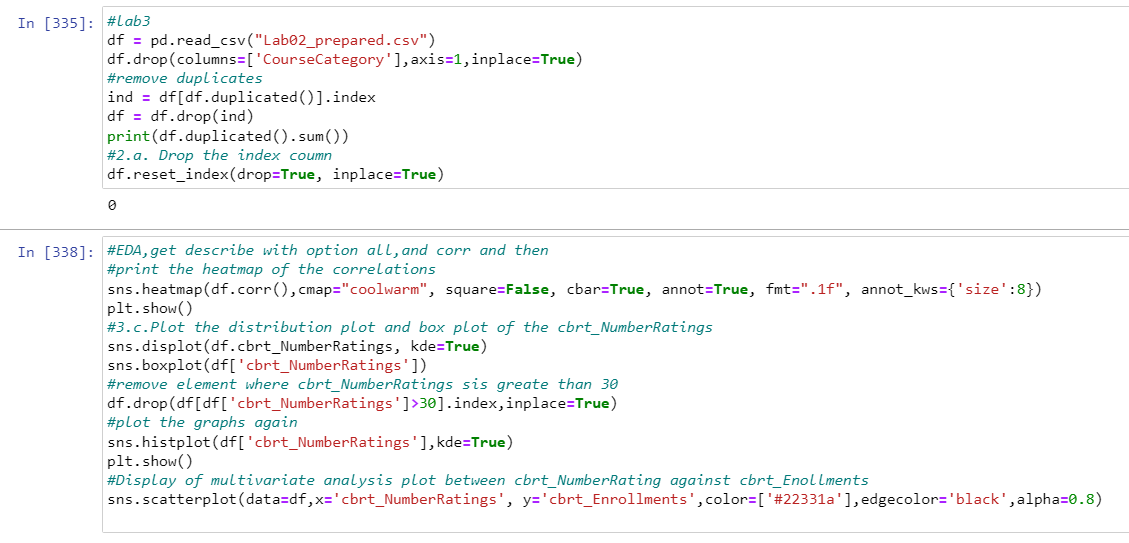 In [335]:
#lab3
df = pd.read_csv("Lab02_prepared.csv")
df.drop(columns=['CourseCategory'],axis=1,inplace=True)
#remove duplicates
ind = df[df.duplicated()].index
df = df.drop(ind)
print(df.duplicated().sum())
#2.a. Drop the index coumn
df.reset_index(drop=True, inplace=True)
0
In [338]:
#EDA,get describe with option all,and corr and then
#print the heatmap of the correlations
sns.heatmap(df.corr(),cmap="coolwarm", square=False, cbar=True, annot=True, fmt=".1f", annot_kws={'size':8})
plt.show()
#3.c.Plot the distribution plot and box plot of the cbrt_NumberRatings
sns.displot(df.cbrt_NumberRatings, kde=True)
sns.boxplot(df['cbrt_NumberRatings'])
#remove element where cbrt_NumberRatings sis greate than 30
df.drop(df[df['cbrt_NumberRatings']>30].index,inplace=True)
#plot the graphs again
sns.histplot(df['cbrt_NumberRatings'],kde=True)
plt.show()
#Display of multivariate analysis plot between cbrt_NumberRating against cbrt_Enollments
sns.scatterplot(data=df,x='cbrt_NumberRatings', y='cbrt_Enrollments',color=['#22331a'],edgecolor='black',alpha=0.8)